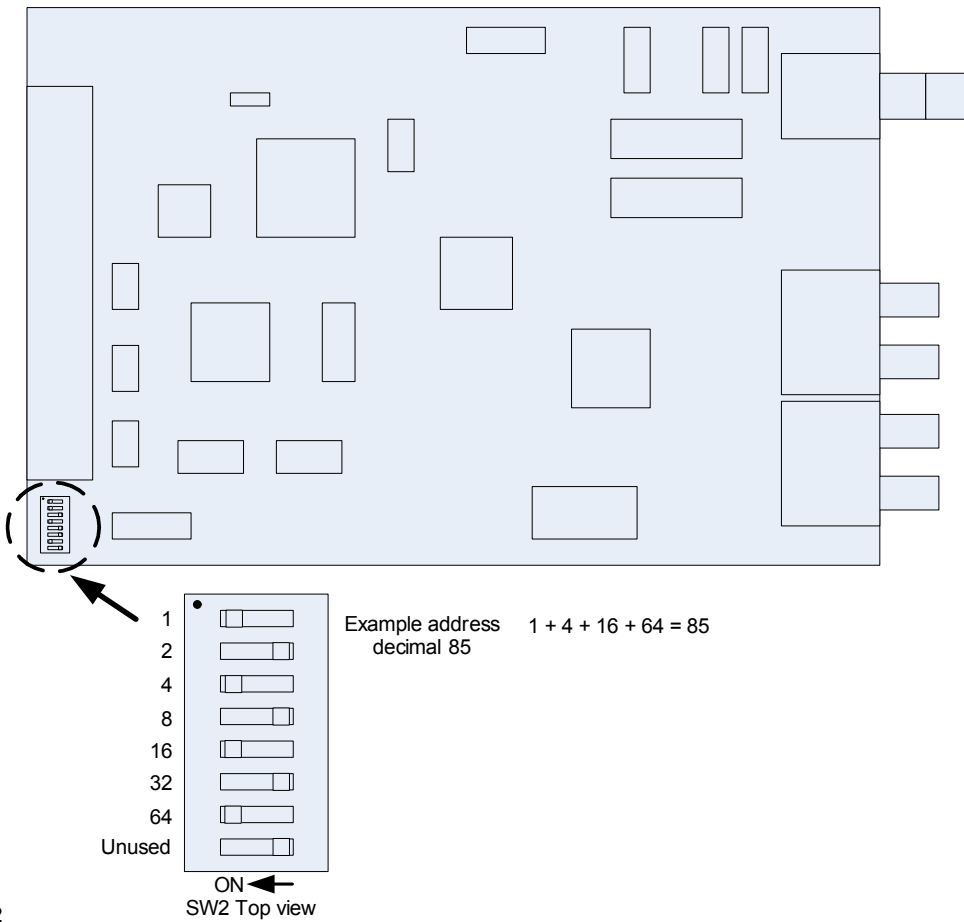 1
2
4
8
16
32
64
Unused
Example address
decimal 85
1 + 4 + 16 + 64 = 85
ON
SW2 Top view